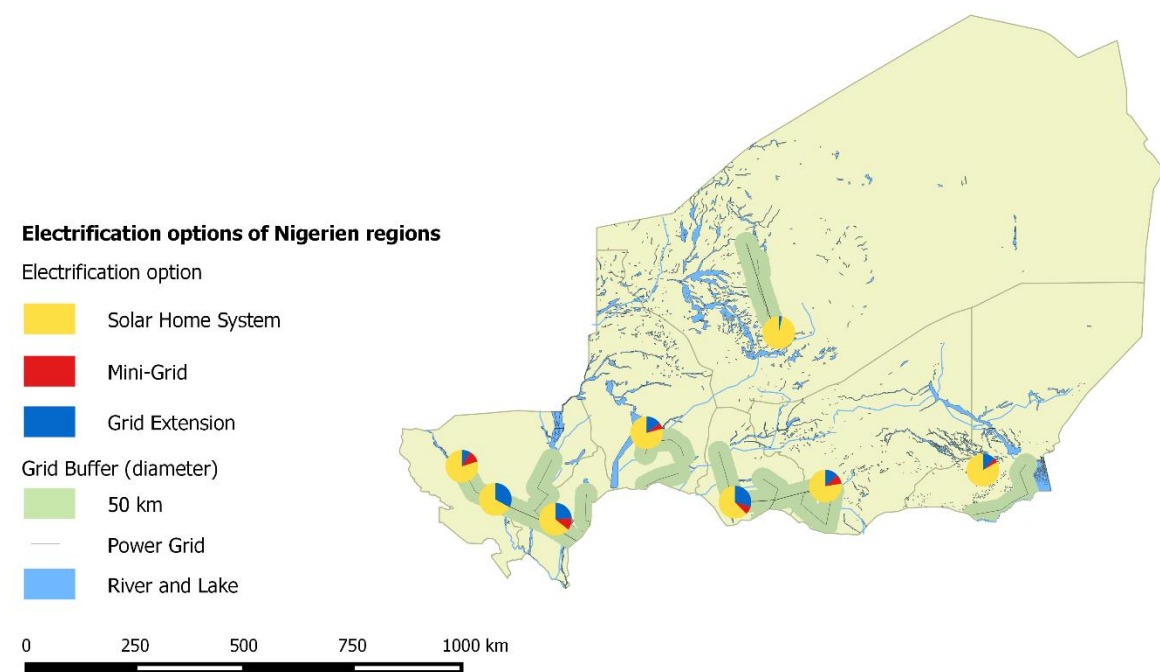 Electrification options of Nigerien regions
Electrification option
Solar Home System
Mini-Grid
Grid Extension
Grid Buffer (diameter)
50 km
Power Grid
River and Lake
0 250 500 750 1000 km